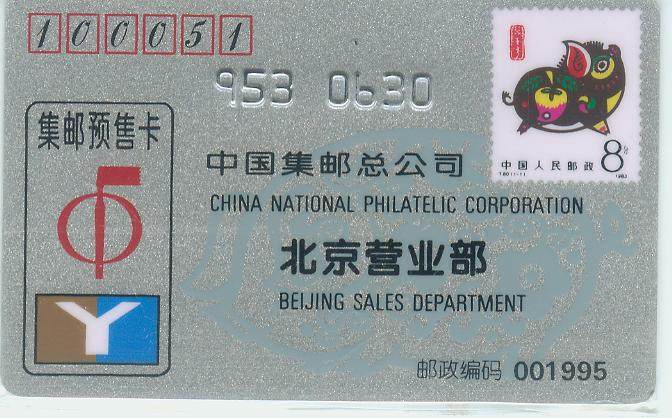 100051
953 0630
集邮预售卡
中国集邮总公司
CHINA NATIONAL PHILATELIC CORPORATION
北京营业部
BEIJING SALES DEPARTMENT
邮政编码 001995
中国人民邮政
8分
1983